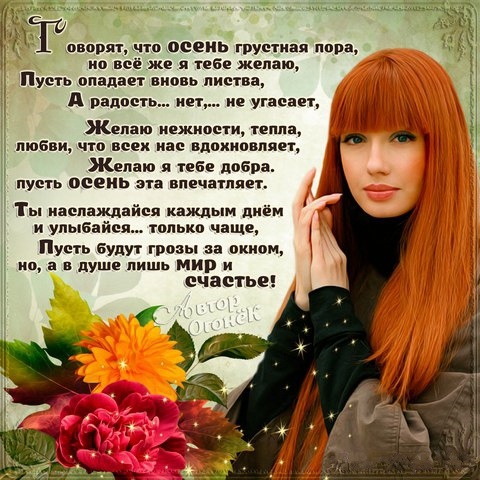 Говорят, что осень грустная пора,
но всё же я тебе желаю,
Пусть опадает вновь листва,
А радость... нет,... не угасает,
Желаю нежности, тепла,
любви, что всех нас вдохновляет,
Желаю я тебе добра.
пусть осень эта впечатляет.
Ты наслаждайся каждым днём
и улыбайся... только чаще,
Пусть будут грозы за окном,
но, а в душе лишь мир и
счастье!
Автор
Огонёк